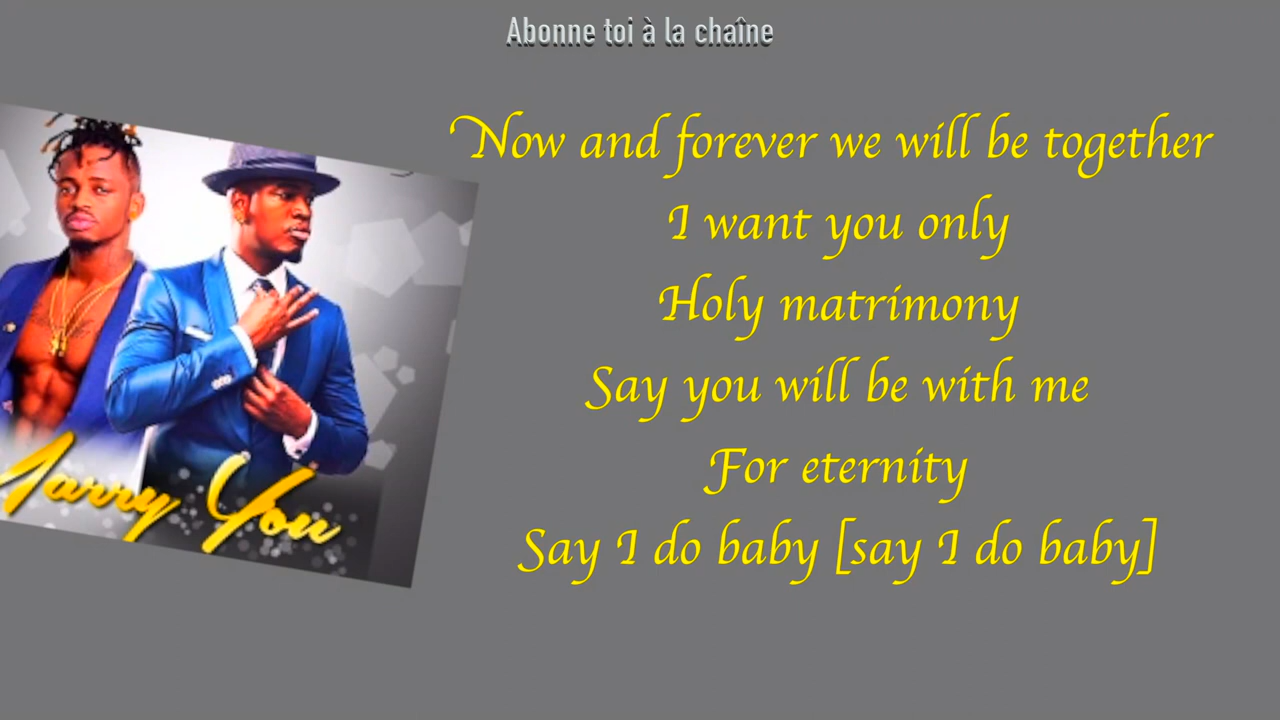 Abonne toi à la chaîne
Now and forever we will be together
I want you only
Holy matrimony
Say you will be with me
For eternity
Say I do baby [say I do baby]
Marry You